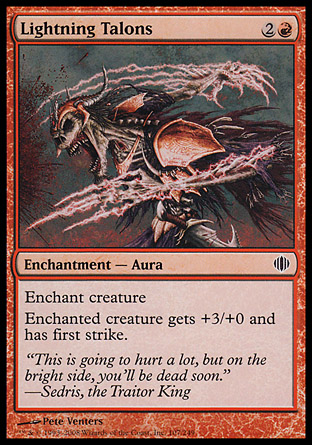 Lightning Talons 2
Enchantment — Aura
Enchant creature
Enchanted creature gets +3/+0 and
has first strike.
"This is going to hurt a lot, but on the
bright side, you'll be dead soon."
—Sedris, the Traitor King
Pete Venters